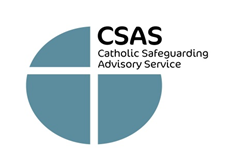 CSAS
Catholic Safeguarding
Advisory Service